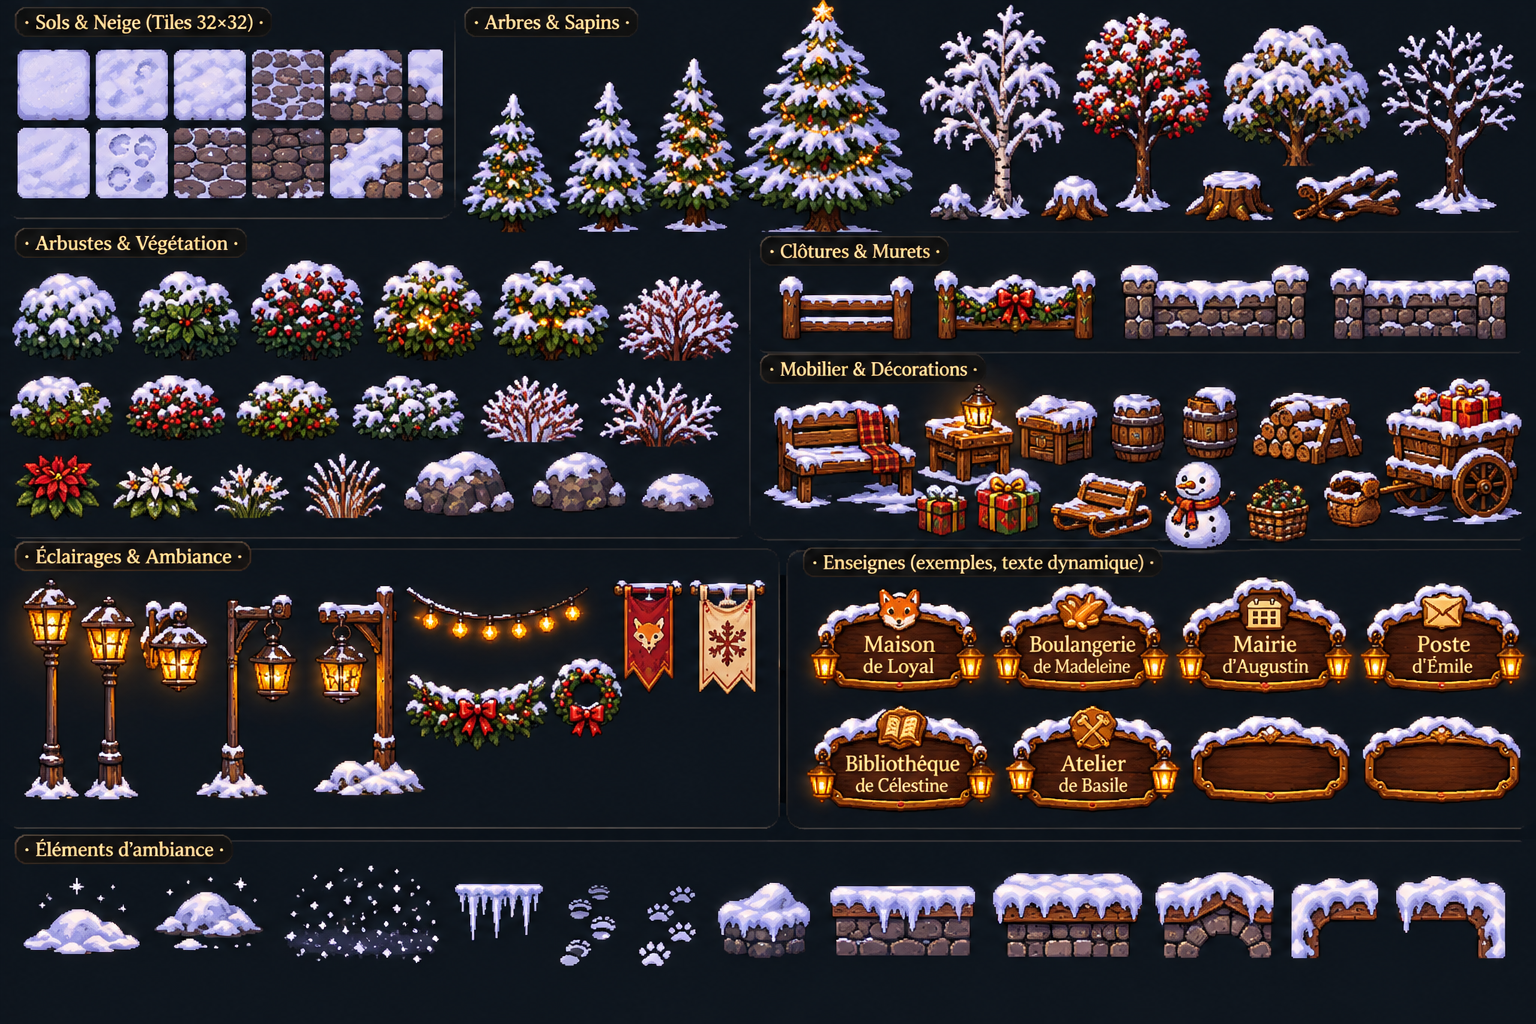 · Sols & Neige (Tiles 32×32) ·
· Arbres & Sapins ·
· Arbustes & Végétation ·
· Clôtures & Murets ·
· Mobilier & Décorations ·
· Éclairages & Ambiance ·
· Enseignes (exemples, texte dynamique) ·
Maison
de Loyal
Boulangerie
de Madeleine
Mairie
d'Augustin
Poste
d'Émile
Bibliothéque
de Célestine
Atelier
de Basile
· Éléments d'ambiance ·